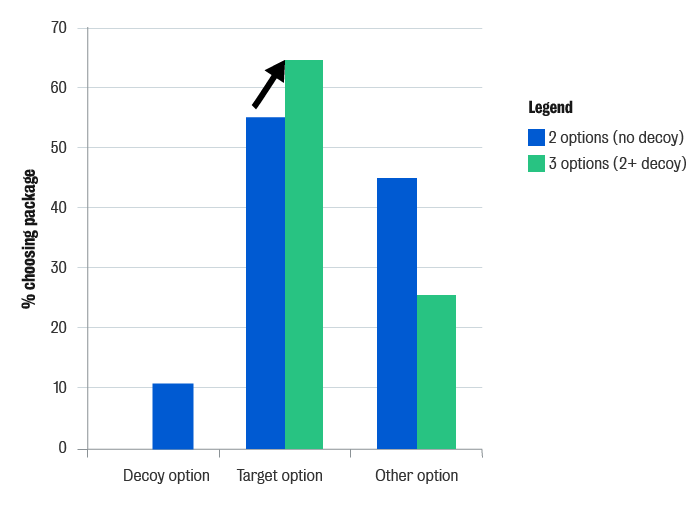 70
60
50
40
30
20
10
0
% choosing package
Decoy option
Target option
Other option
Legend
2 options (no decoy)
3 options (2+ decoy)